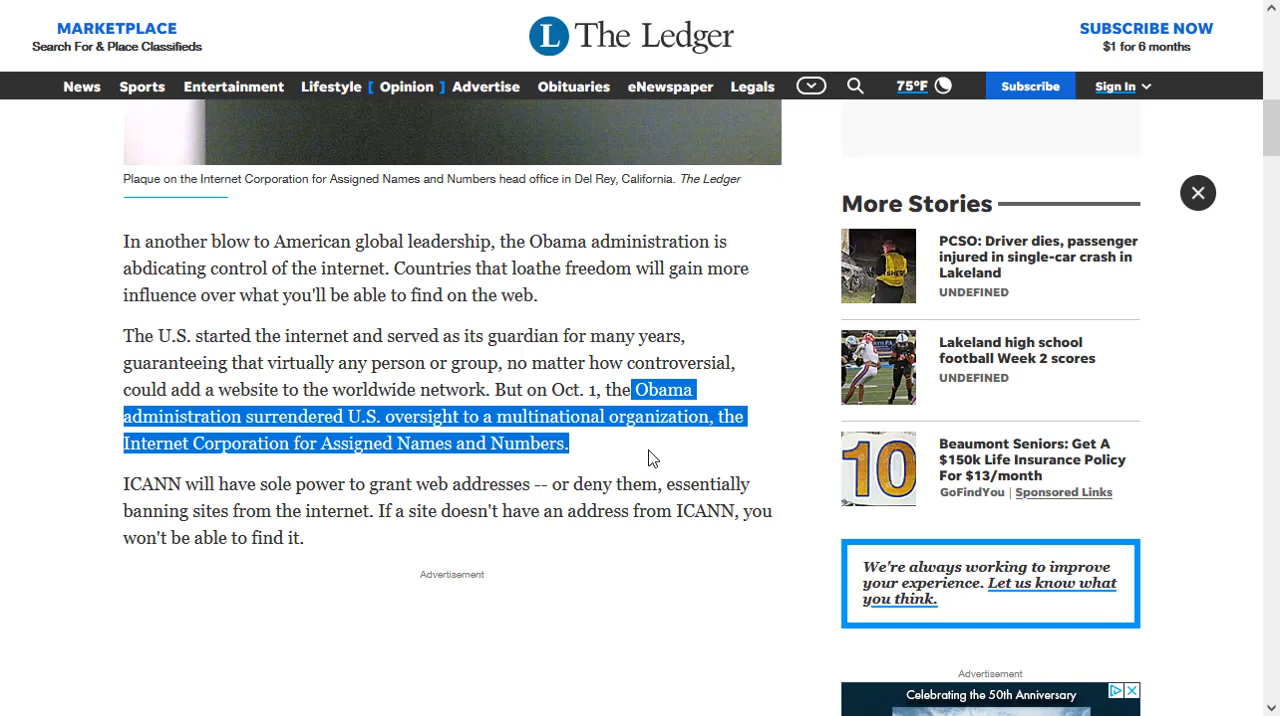 MARKETPLACE
Search For & Place Classifieds
L The Ledger
SUBSCRIBE NOW
$1 for 6 months
News Sports Entertainment Lifestyle [ Opinion ] Advertise Obituaries eNewspaper Legals 75°F Subscribe Sign In
Plaque on the Internet Corporation for Assigned Names and Numbers head office in Del Rey, California. The Ledger
In another blow to American global leadership, the Obama administration is
abdicating control of the internet. Countries that loathe freedom will gain more
influence over what you'll be able to find on the web.
The U.S. started the internet and served as its guardian for many years,
guaranteeing that virtually any person or group, no matter how controversial,
could add a website to the worldwide network. But on Oct. 1, the Obama
administration surrendered U.S. oversight to a multinational organization, the
Internet Corporation for Assigned Names and Numbers.
ICANN will have sole power to grant web addresses -- or deny them, essentially
banning sites from the internet. If a site doesn't have an address from ICANN, you
won't be able to find it.
Advertisement
More Stories
PCSO: Driver dies, passenger
injured in single-car crash in
Lakeland
UNDEFINED
Lakeland high school
football Week 2 scores
UNDEFINED
10
Beaumont Seniors: Get A
$150k Life Insurance Policy
For $13/month
GoFindYou | Sponsored Links
We're always working to improve
your experience. Let us know what
you think.
Advertisement
Celebrating the 50th Anniversary